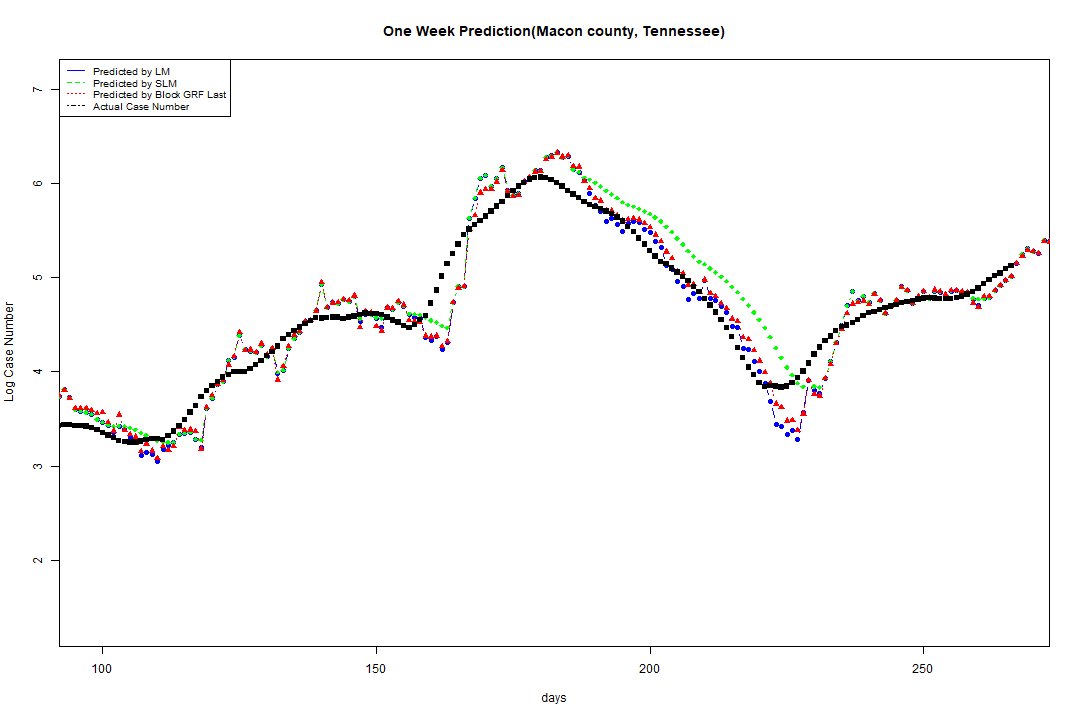 One Week Prediction(Macon county, Tennessee)
Predicted by LM
Predicted by SLM
Predicted by Block GRF Last
Actual Case Number
7
6
5
4
3
2
Log Case Number
100 150 200 250
days